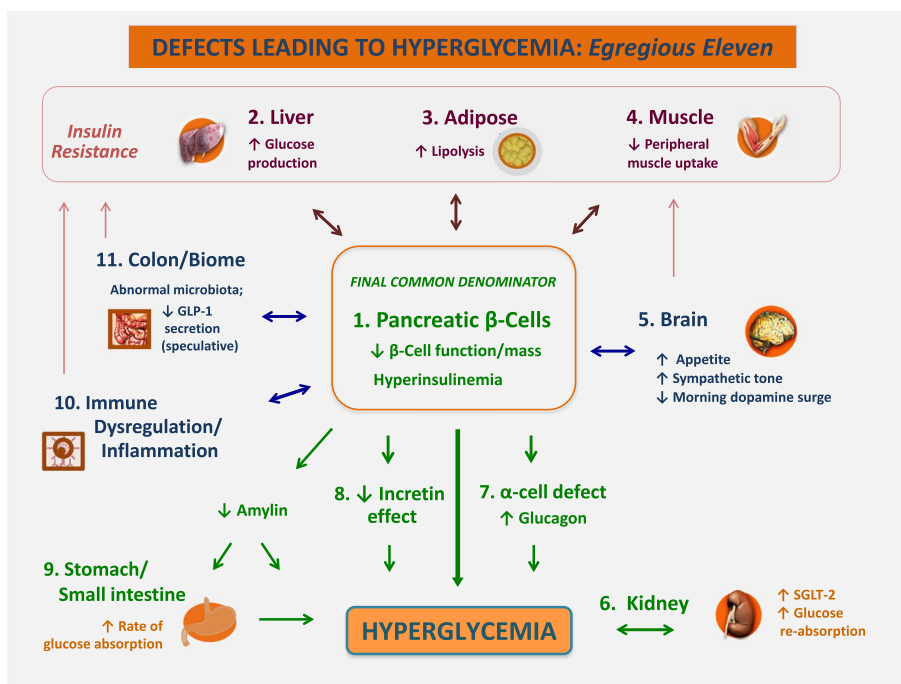 DEFECTS LEADING TO HYPERGLYCEMIA: Egregious Eleven
Insulin
Resistance
2. Liver
↑ Glucose
production
3. Adipose
↑ Lipolysis
4. Muscle
↓ Peripheral
muscle uptake
11. Colon/Biome
Abnormal microbiota;
↓ GLP-1
secretion
(speculative)
FINAL COMMON DENOMINATOR
1. Pancreatic β-Cells
↓ β-Cell function/mass
Hyperinsulinemia
5. Brain
↑ Appetite
↑ Sympathetic tone
↓ Morning dopamine surge
10. Immune
Dysregulation/
Inflammation
↓ Amylin
8. ↓ Incretin
effect
7. α-cell defect
↑ Glucagon
9. Stomach/
Small intestine
↑ Rate of
glucose absorption
HYPERGLYCEMIA
6. Kidney
↑ SGLT-2
↑ Glucose
re-absorption